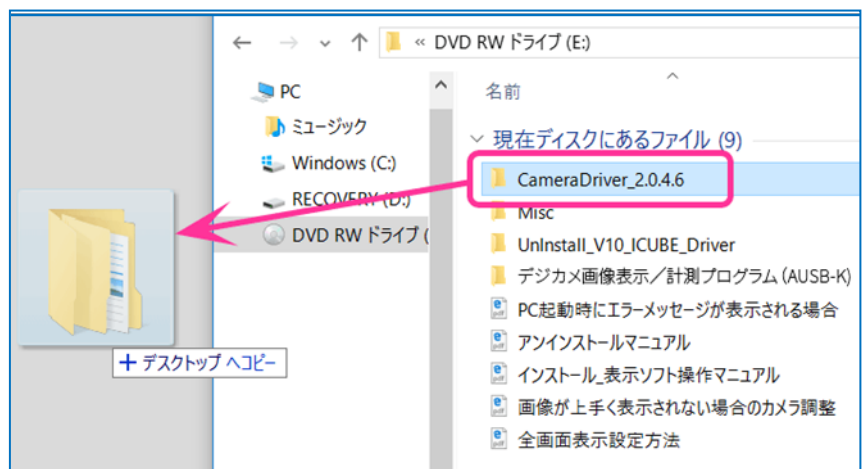 « DVD RW ドライブ (E:)
PC
ミュージック
Windows (C:)
RECOVERY (D:)
DVD RW ドライブ (
名前
現在ディスクにあるファイル (9)
CameraDriver_2.0.4.6
Misc
UnInstall_V10_ICUBE_Driver
デジカメ画像表示／計測プログラム (AUSB-K)
PC起動時にエラーメッセージが表示される場合
アンインストールマニュアル
インストール_表示ソフト操作マニュアル
画像が上手く表示されない場合のカメラ調整
全画面表示設定方法
+ デスクトップ へコピー